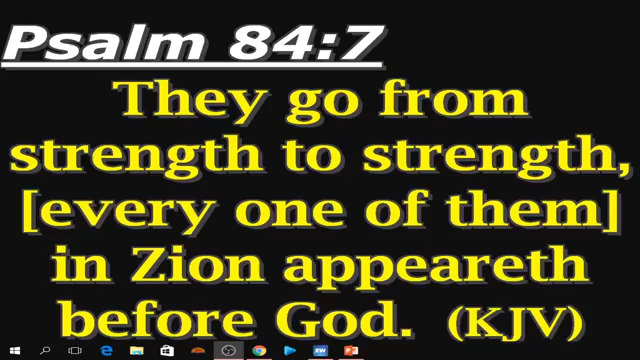 Psalm 84:7
They go from
strength to strength,
[every one of them]
in Zion appeareth
before God. (KJV)